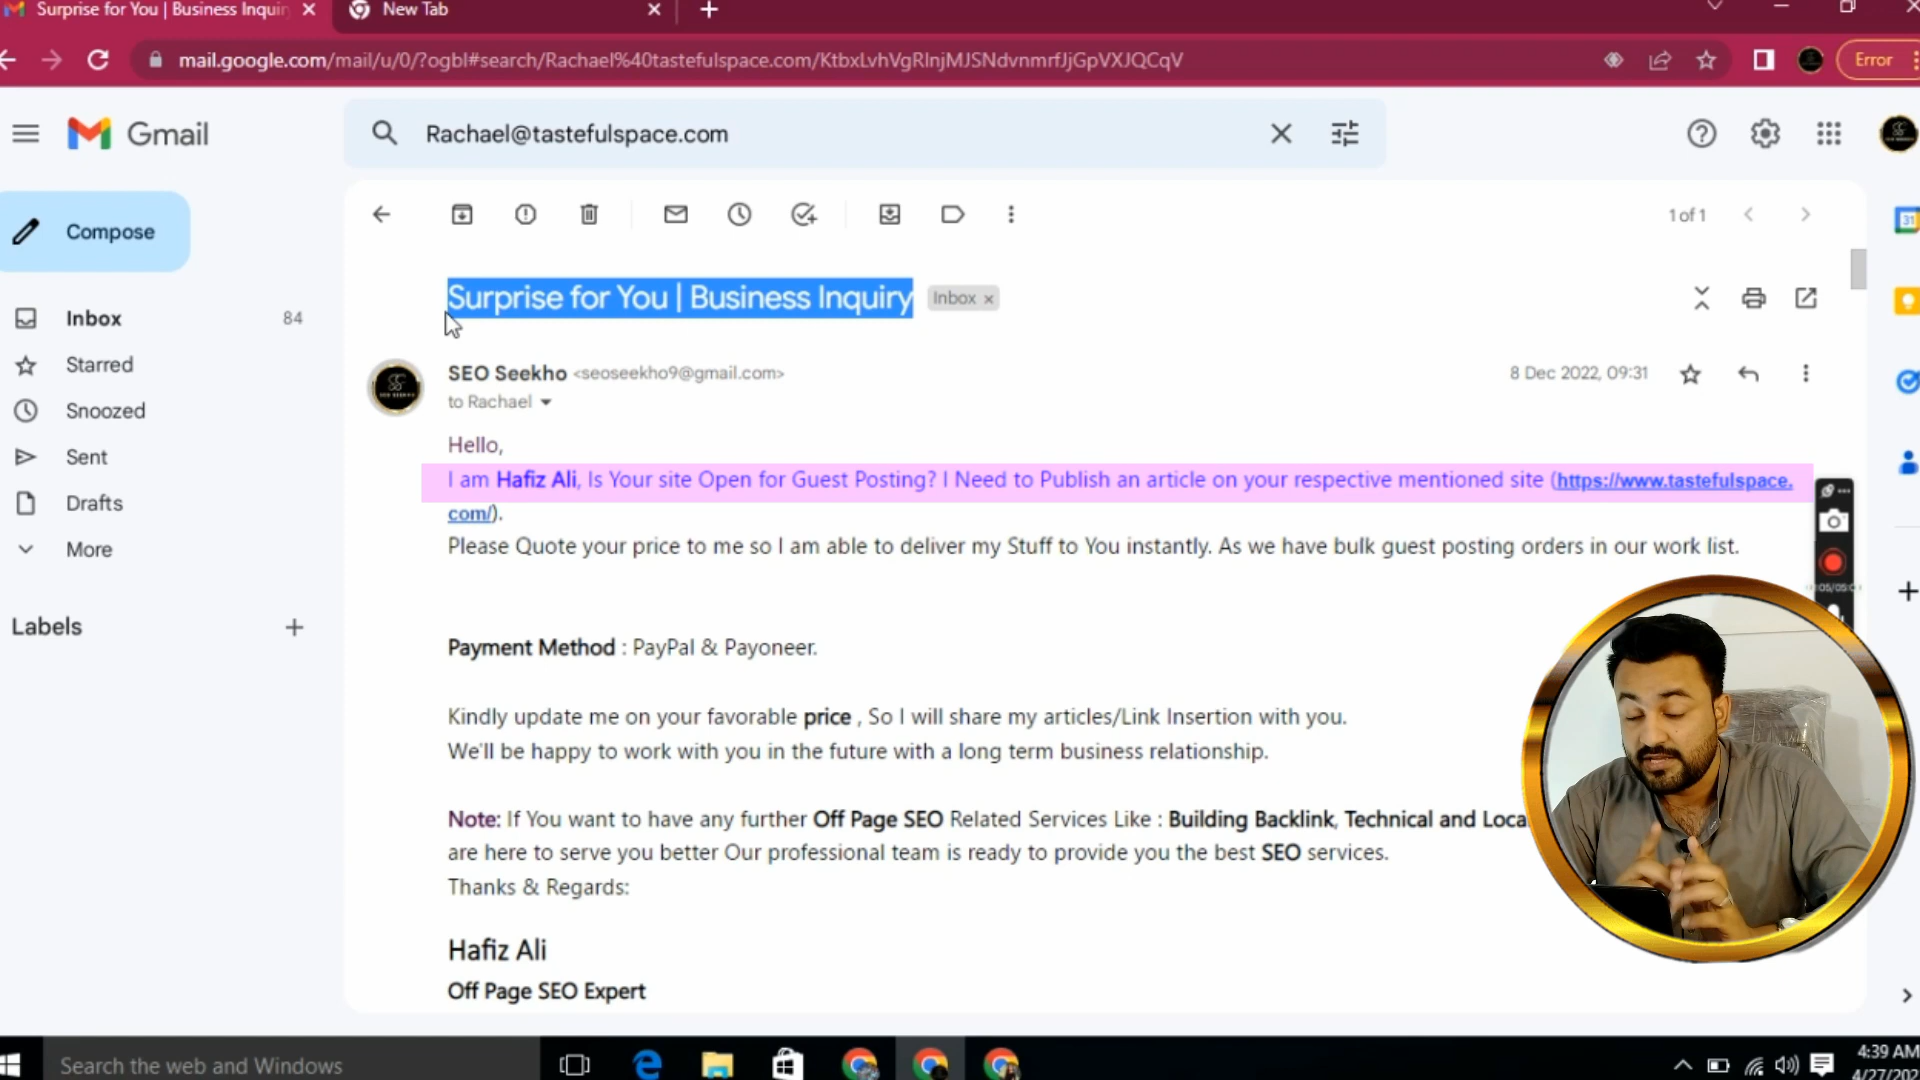 Surprise for You | Business Inquir
New Tab
mail.google.com/mail/u/0/?ogbl#search/Rachael%40tastefulspace.com/KtbxLvhVgRlnjMJSNdvnmrfJjGpVXJQCqV
Error
Gmail
Rachael@tastefulspace.com
Compose
1 of 1
31
Surprise for You | Business Inquiry
Inbox ×
Inbox 84
Starred
Snoozed
Sent
Drafts
More
Labels
SEO Seekho <seoseekho9@gmail.com>
8 Dec 2022, 09:31
to Rachael
Hello,
I am Hafiz Ali, Is Your site Open for Guest Posting? I Need to Publish an article on your respective mentioned site (https://www.tastefulspace.
com/).
Please Quote your price to me so I am able to deliver my Stuff to You instantly. As we have bulk guest posting orders in our work list.
Payment Method : PayPal & Payoneer.
Kindly update me on your favorable price , So I will share my articles/Link Insertion with you.
We'll be happy to work with you in the future with a long term business relationship.
Note: If You want to have any further Off Page SEO Related Services Like : Building Backlink, Technical and Loca
are here to serve you better Our professional team is ready to provide you the best SEO services.
Thanks & Regards:
Hafiz Ali
Off Page SEO Expert
Search the web and Windows
4:39 AM
4/27/202